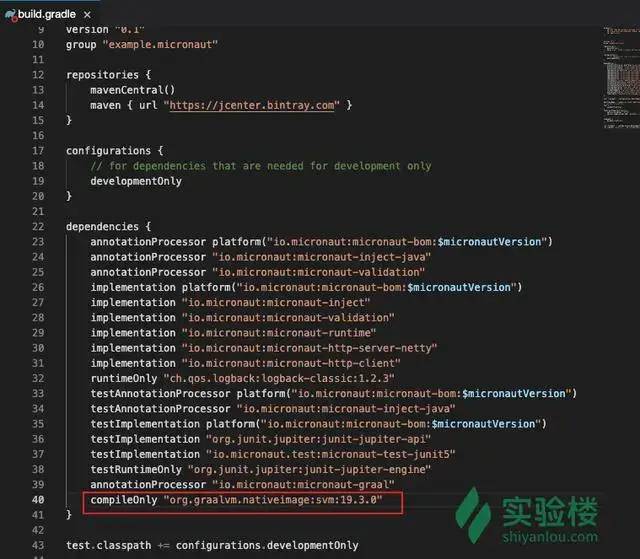 build.gradle ×
9 version "0.1"
10 group "example.micronaut"
11
12 repositories {
13 mavenCentral()
14 maven { url "https://jcenter.bintray.com" }
15 }
16
17 configurations {
18 // for dependencies that are needed for development only
19 developmentOnly
20 }
21
22 dependencies {
23 annotationProcessor platform("io.micronaut:micronaut-bom:$micronautVersion")
24 annotationProcessor "io.micronaut:micronaut-inject-java"
25 annotationProcessor "io.micronaut:micronaut-validation"
26 implementation platform("io.micronaut:micronaut-bom:$micronautVersion")
27 implementation "io.micronaut:micronaut-inject"
28 implementation "io.micronaut:micronaut-validation"
29 implementation "io.micronaut:micronaut-runtime"
30 implementation "io.micronaut:micronaut-http-server-netty"
31 implementation "io.micronaut:micronaut-http-client"
32 runtimeOnly "ch.qos.logback:logback-classic:1.2.3"
33 testAnnotationProcessor platform("io.micronaut:micronaut-bom:$micronautVersion")
34 testAnnotationProcessor "io.micronaut:micronaut-inject-java"
35 testImplementation platform("io.micronaut:micronaut-bom:$micronautVersion")
36 testImplementation "org.junit.jupiter:junit-jupiter-api"
37 testImplementation "io.micronaut.test:micronaut-test-junit5"
38 testRuntimeOnly "org.junit.jupiter:junit-jupiter-engine"
39 annotationProcessor "io.micronaut:micronaut-graal"
40 compileOnly "org.graalvm.nativeimage:svm:19.3.0"
41 }
42
43 test.classpath += configurations.developmentOnly
实验楼
shiyanlou.com